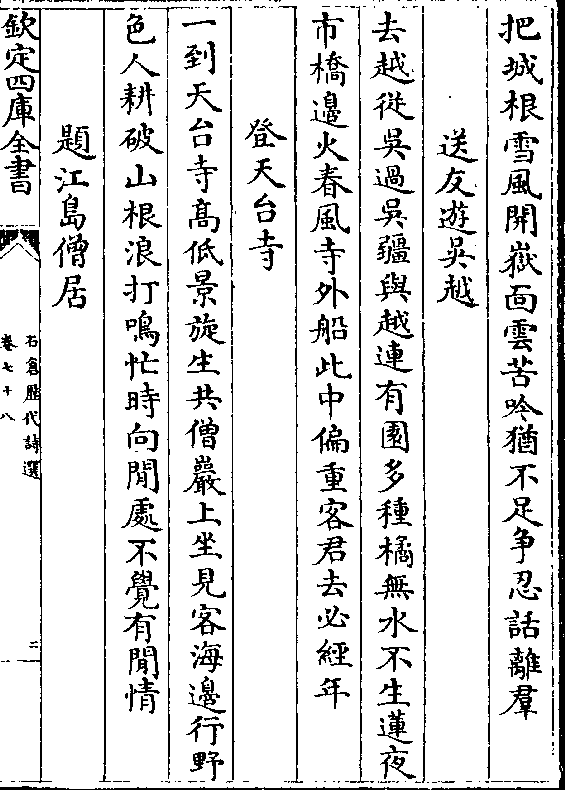 把城根雪風開嶽面雲苦吟猶不足争忍話離羣
送友遊吳越
去越從吳過吳疆與越連有園多種橘無水不生蓮夜
市橋邊火春風寺外船此中偏重客君去必經年
登天台寺
一到天台寺髙低景旋生共僧巖上坐見客海邊行野
色人耕破山根浪打鳴忙時向閒處不覺有閒情
題江島僧居
欽定四庫全書
石倉歴代詩選
卷七十八
二